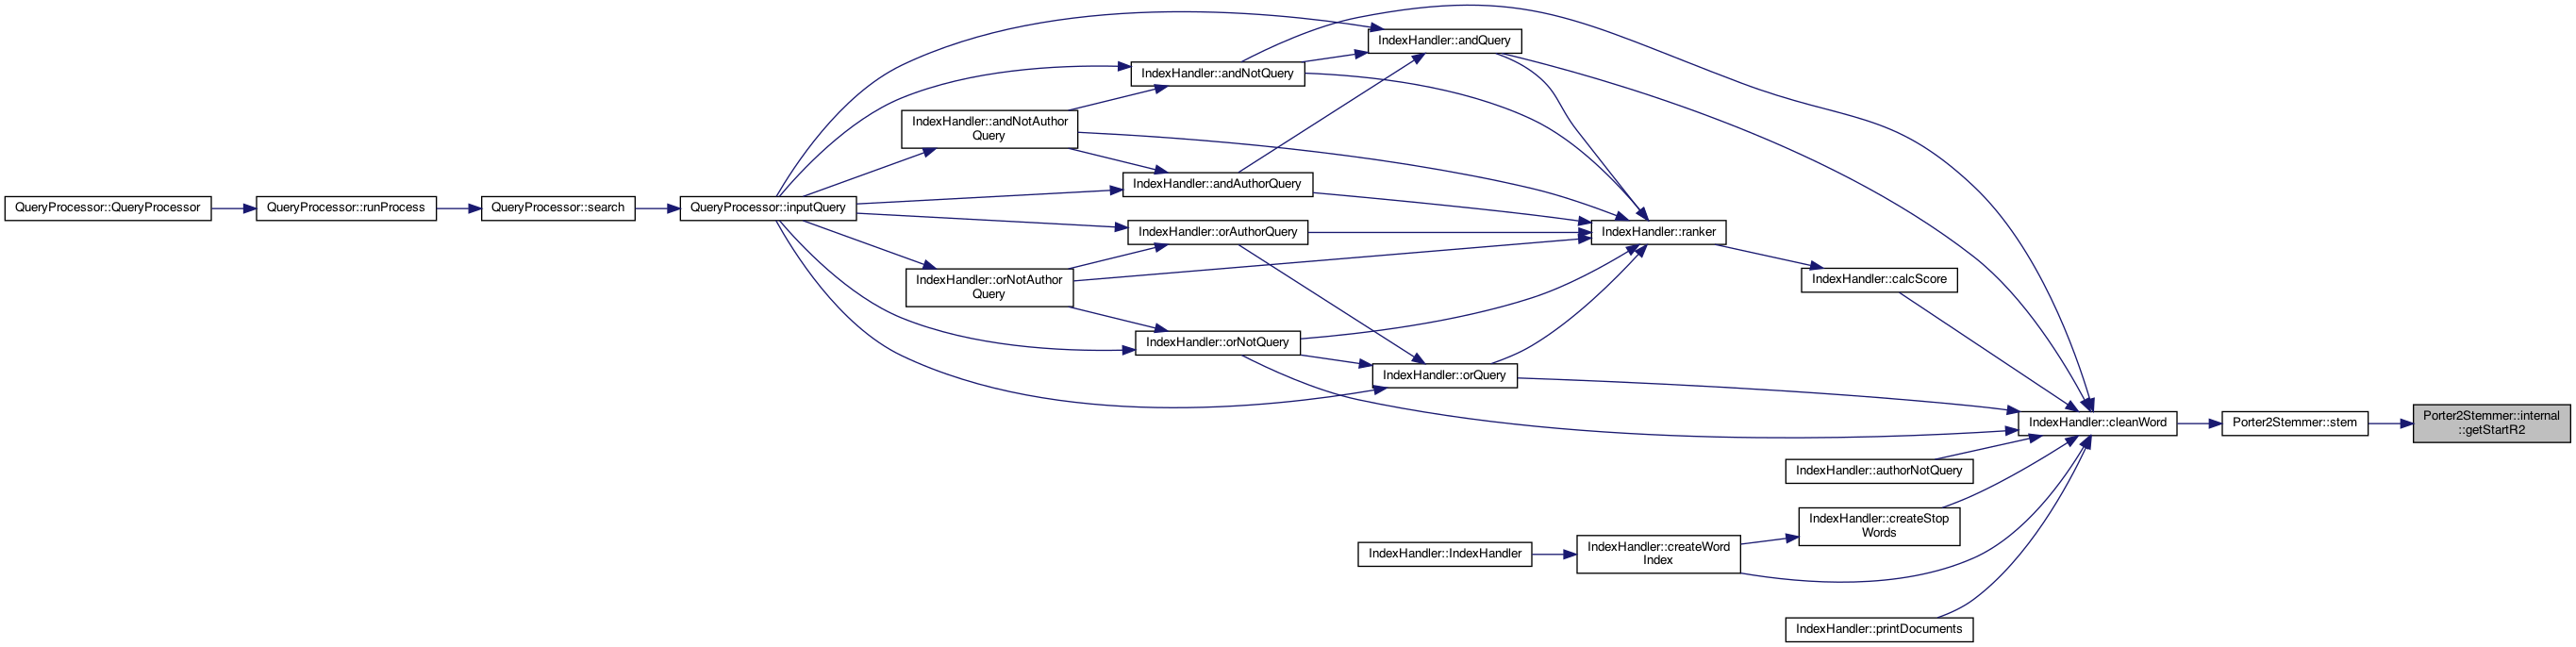 IndexHandler::andQuery
IndexHandler::andNotQuery
IndexHandler::andNotAuthor
Query
IndexHandler::andAuthorQuery
QueryProcessor::QueryProcessor
QueryProcessor::runProcess
QueryProcessor::search
QueryProcessor::inputQuery
IndexHandler::orAuthorQuery
IndexHandler::ranker
IndexHandler::orNotAuthor
Query
IndexHandler::calcScore
IndexHandler::orNotQuery
IndexHandler::orQuery
IndexHandler::cleanWord
Porter2Stemmer::stem
Porter2Stemmer::internal
::getStartR2
IndexHandler::authorNotQuery
IndexHandler::createStop
Words
IndexHandler::IndexHandler
IndexHandler::createWord
Index
IndexHandler::printDocuments